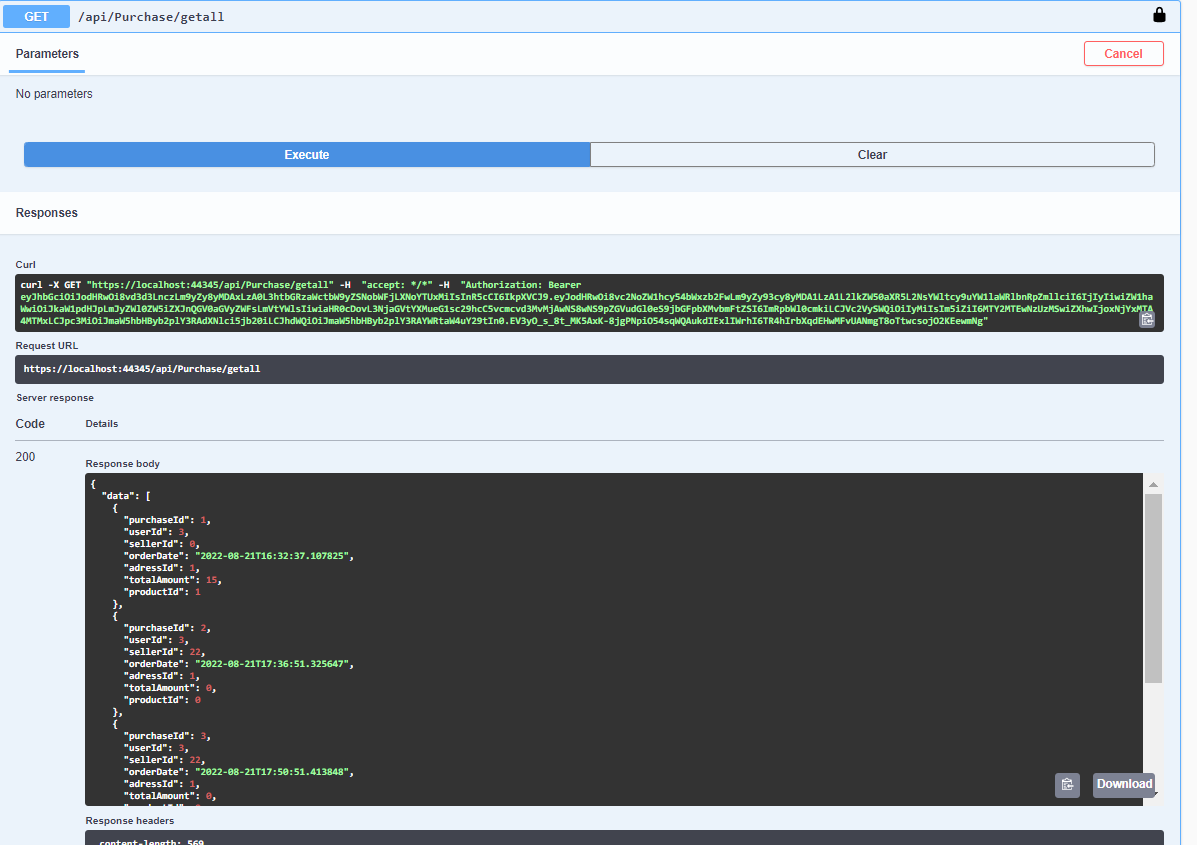 GET /api/Purchase/getall
Parameters
Cancel
No parameters
Execute
Clear
Responses
Curl
curl -X GET "https://localhost:44345/api/Purchase/getall" -H  "accept: */*" -H  "Authorization: Bearer
Request URL
https://localhost:44345/api/Purchase/getall
Server response
Code Details
200
Response body
{
"data": [
{
"purchaseId": 1,
"userId": 3,
"sellerId": 0,
"orderDate": "2022-08-21T16:32:37.107825",
"adressId": 1,
"totalAmount": 15,
"productId": 1
},
{
"purchaseId": 2,
"userId": 3,
"sellerId": 22,
"orderDate": "2022-08-21T17:36:51.325647",
"adressId": 1,
"totalAmount": 0,
"productId": 0
},
{
"purchaseId": 3,
"userId": 3,
"sellerId": 22,
"orderDate": "2022-08-21T17:50:51.413848",
"adressId": 1,
"totalAmount": 0,
Download
Response headers
content-length: 569